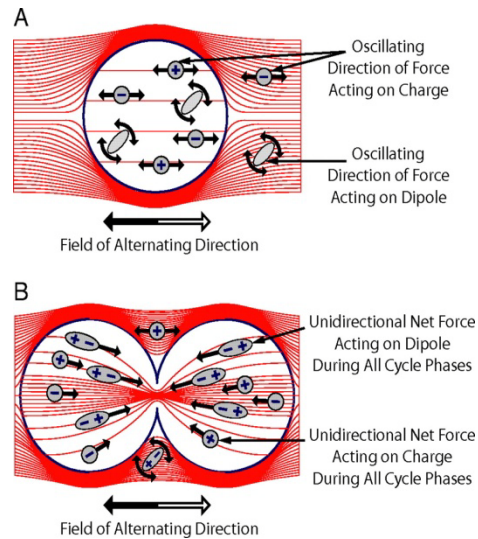 A
Oscillating
Direction of Force
Acting on Charge
+
−
−
−
+
Oscillating
Direction of Force
Acting on Dipole
Field of Alternating Direction
B
+
− +
− +
Unidirectional Net Force
Acting on Dipole
During All Cycle Phases
+
− +
− +
−
−
+ −
− +
− +
−
+
Unidirectional Net Force
Acting on Charge
During All Cycle Phases
Field of Alternating Direction